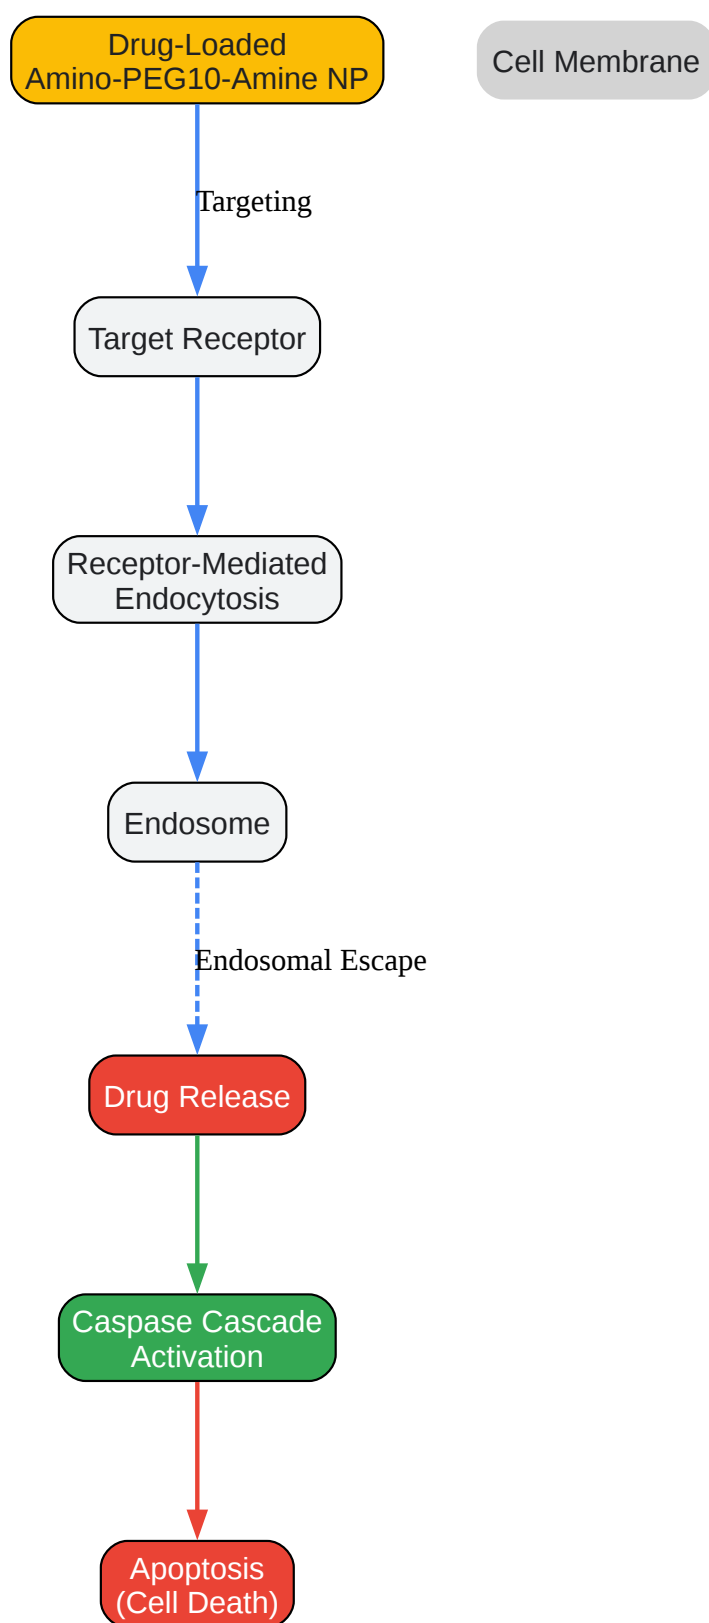 Drug-Loaded
Amino-PEG10-Amine NP
Cell Membrane
Targeting
Target Receptor
Receptor-Mediated
Endocytosis
Endosome
Endosomal Escape
Drug Release
Caspase Cascade
Activation
Apoptosis
(Cell Death)